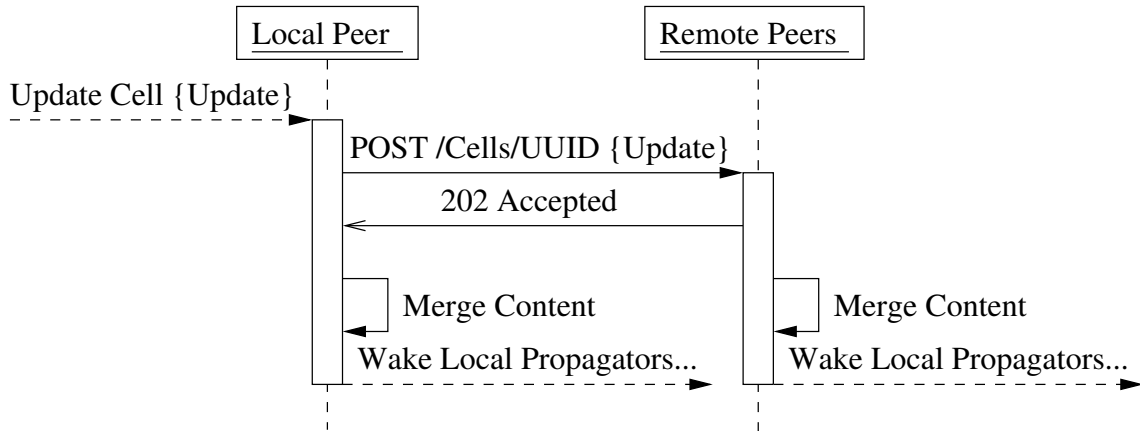 Local Peer
Remote Peers
Update Cell {Update}
POST /Cells/UUID {Update}
202 Accepted
Merge Content
Merge Content
Wake Local Propagators...
Wake Local Propagators...